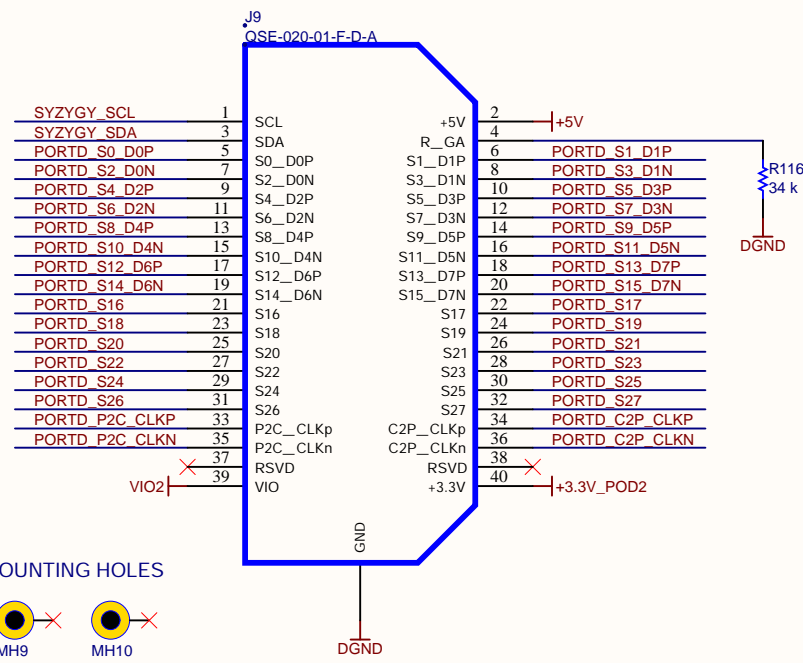 J9
QSE-020-01-F-D-A
SYZYGY_SCL 1 SCL +5V 2 +5V
SYZYGY_SDA 3 SDA R_GA 4
PORTD_S0_D0P 5 S0_D0P S1_D1P 6 PORTD_S1_D1P
PORTD_S2_D0N 7 S2_D0N S3_D1N 8 PORTD_S3_D1N
R116
PORTD_S4_D2P 9 S4_D2P S5_D3P 10 PORTD_S5_D3P
34 k
PORTD_S6_D2N 11 S6_D2N S7_D3N 12 PORTD_S7_D3N
PORTD_S8_D4P 13 S8_D4P S9_D5P 14 PORTD_S9_D5P
PORTD_S10_D4N 15 S10_D4N S11_D5N 16 PORTD_S11_D5N
DGND
PORTD_S12_D6P 17 S12_D6P S13_D7P 18 PORTD_S13_D7P
PORTD_S14_D6N 19 S14_D6N S15_D7N 20 PORTD_S15_D7N
PORTD_S16 21 S16 S17 22 PORTD_S17
PORTD_S18 23 S18 S19 24 PORTD_S19
PORTD_S20 25 S20 S21 26 PORTD_S21
PORTD_S22 27 S22 S23 28 PORTD_S23
PORTD_S24 29 S24 S25 30 PORTD_S25
PORTD_S26 31 S26 S27 32 PORTD_S27
PORTD_P2C_CLKP 33 P2C_CLKp C2P_CLKp 34 PORTD_C2P_CLKP
PORTD_P2C_CLKN 35 P2C_CLKn C2P_CLKn 36 PORTD_C2P_CLKN
37 RSVD RSVD 38
VIO2 39 VIO +3.3V 40 +3.3V_POD2
GND
OUNTING HOLES
MH9 MH10
DGND